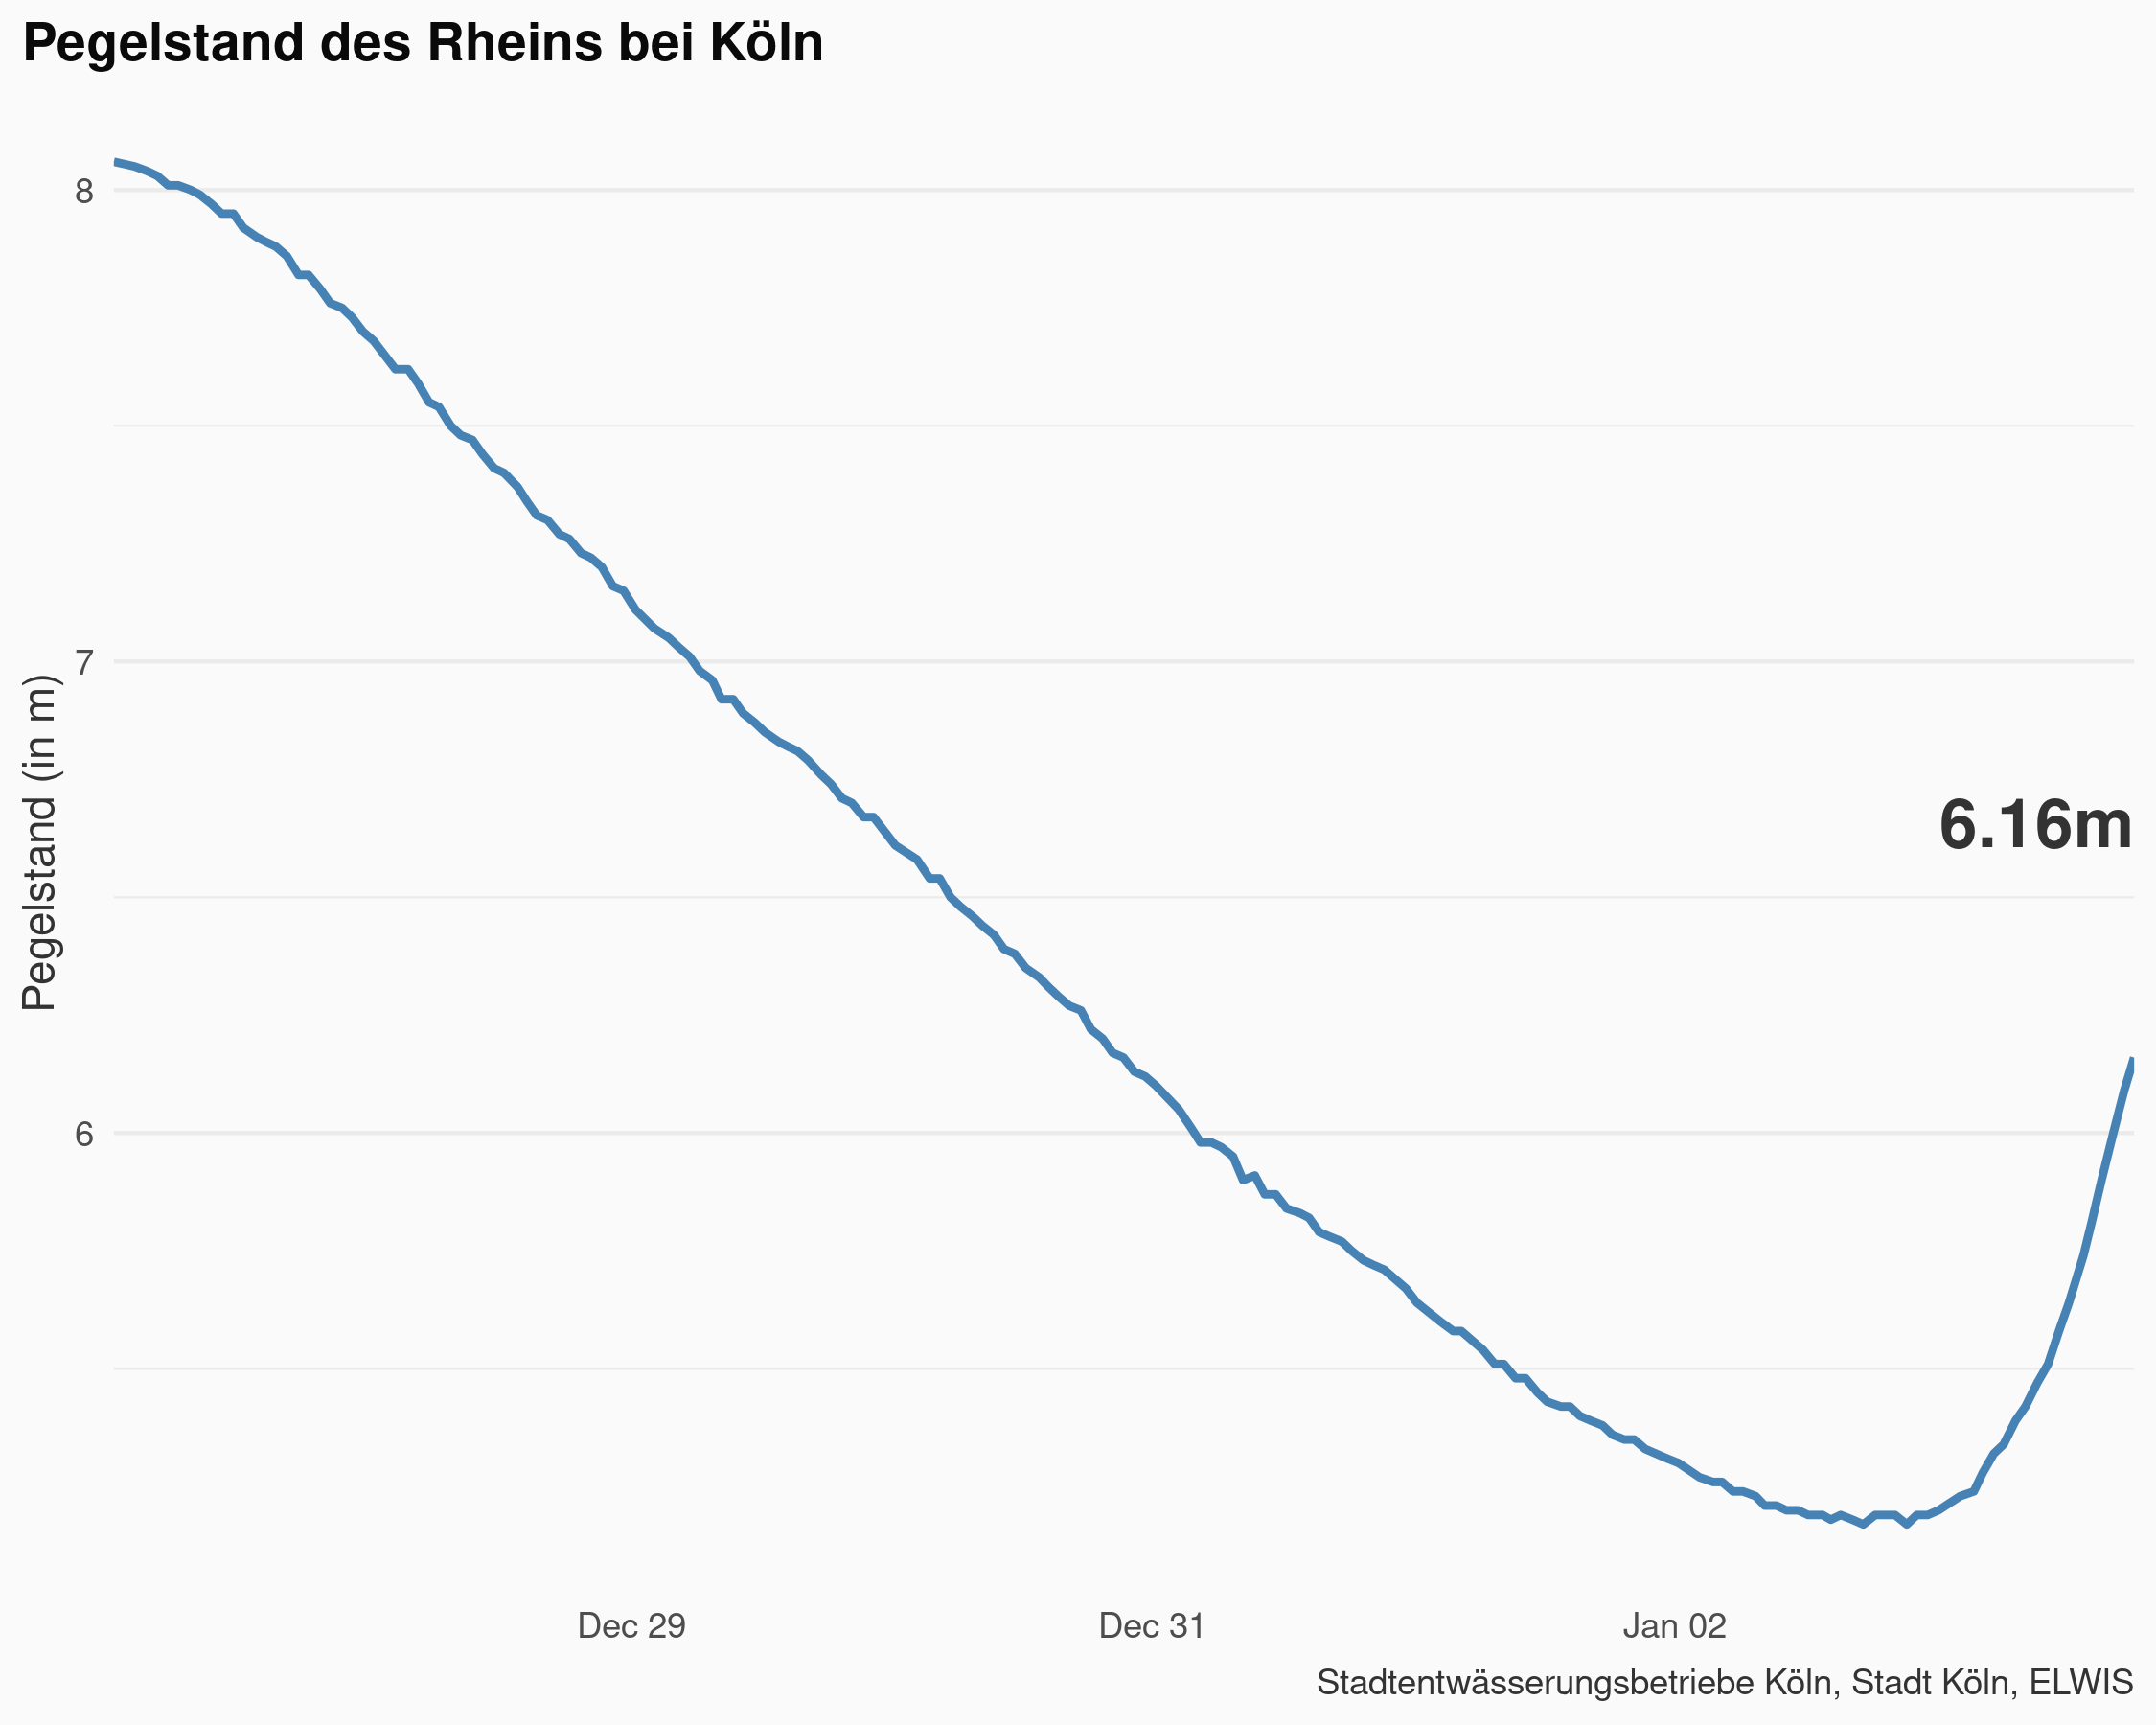 Pegelstand des Rheins bei Köln
8
7
6
Pegelstand (in m)
6.16m
Dec 29
Dec 31
Jan 02
Stadtentwässerungsbetriebe Köln, Stadt Köln, ELWIS